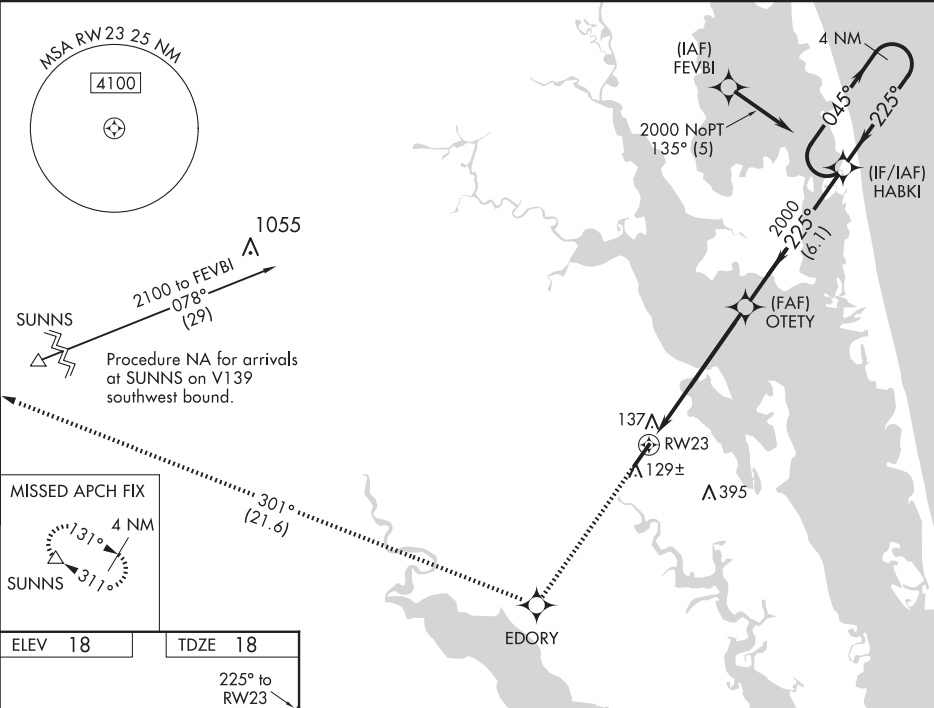 MSA RW 23 25 NM
4100
(IAF)
FEVBI
2000 NoPT
135° (5)
4 NM
045°
225°
(IF/IAF)
HABKI
2000
225°
(6.1)
(FAF)
OTETY
1055
2100 to FEVBI
078°
(29)
SUNNS
Procedure NA for arrivals
at SUNNS on V139
southwest bound.
137
RW23
129±
395
301°
(21.6)
EDORY
MISSED APCH FIX
4 NM
131°
311°
SUNNS
ELEV 18
TDZE 18
225° to
RW23